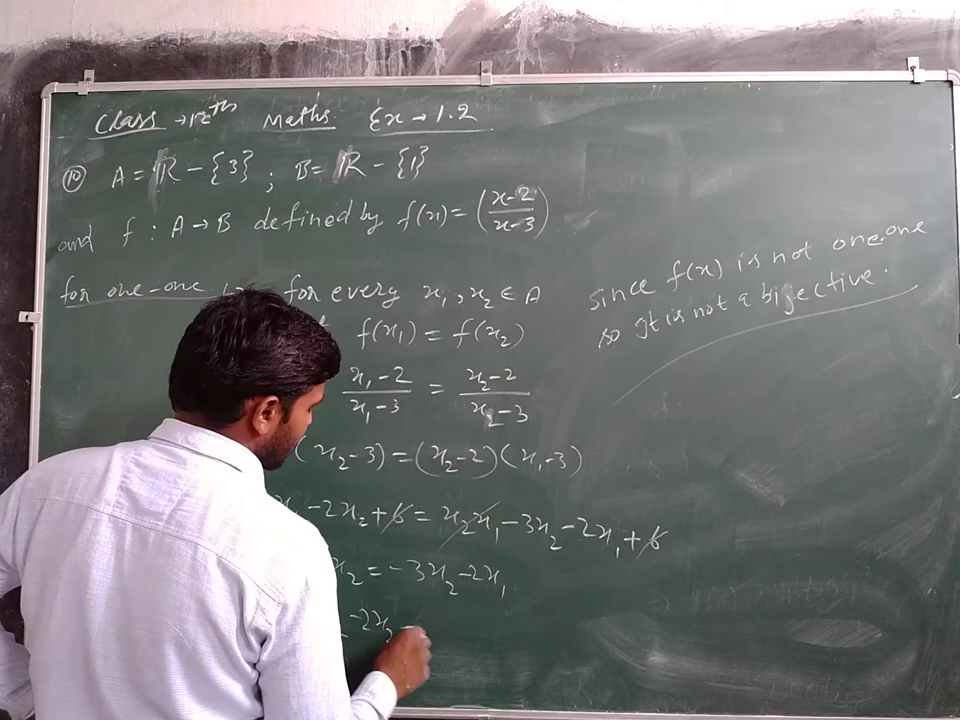 Class → 12th Maths. Ex → 1.2
(10) A = R - {3} ; B = R - {1}
and f : A → B defined by f(x) = (x-2/x-3)
for one-one for every x₁, x₂ ∈ A
f(x₁) = f(x₂)
x₁-2/x₁-3 = x₂-2/x₂-3
(x₂-3) = (x₂-2)(x₁-3)
-2x₂+6 = x₂x₁-3x₂-2x₁+6
x₂ = -3x₂-2x₁
-2x₂
since f(x) is not one-one
so It is not a bijective.